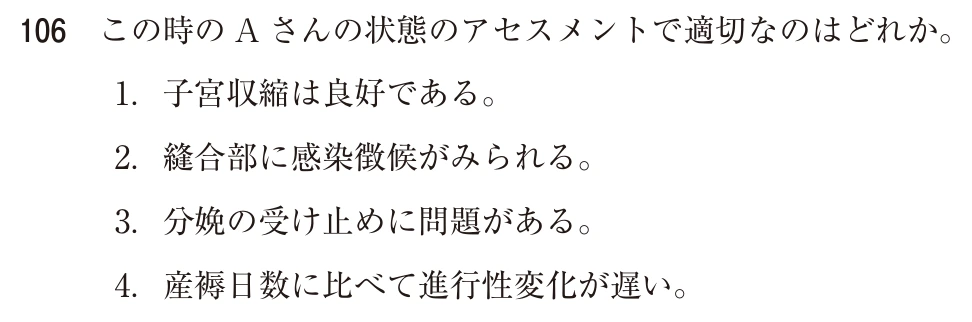 106 この時の A さんの状態のアセスメントで適切なのはどれか。
1. 子宮収縮は良好である。
2. 縫合部に感染徴候がみられる。
3. 分娩の受け止めに問題がある。
4. 産褥日数に比べて進行性変化が遅い。